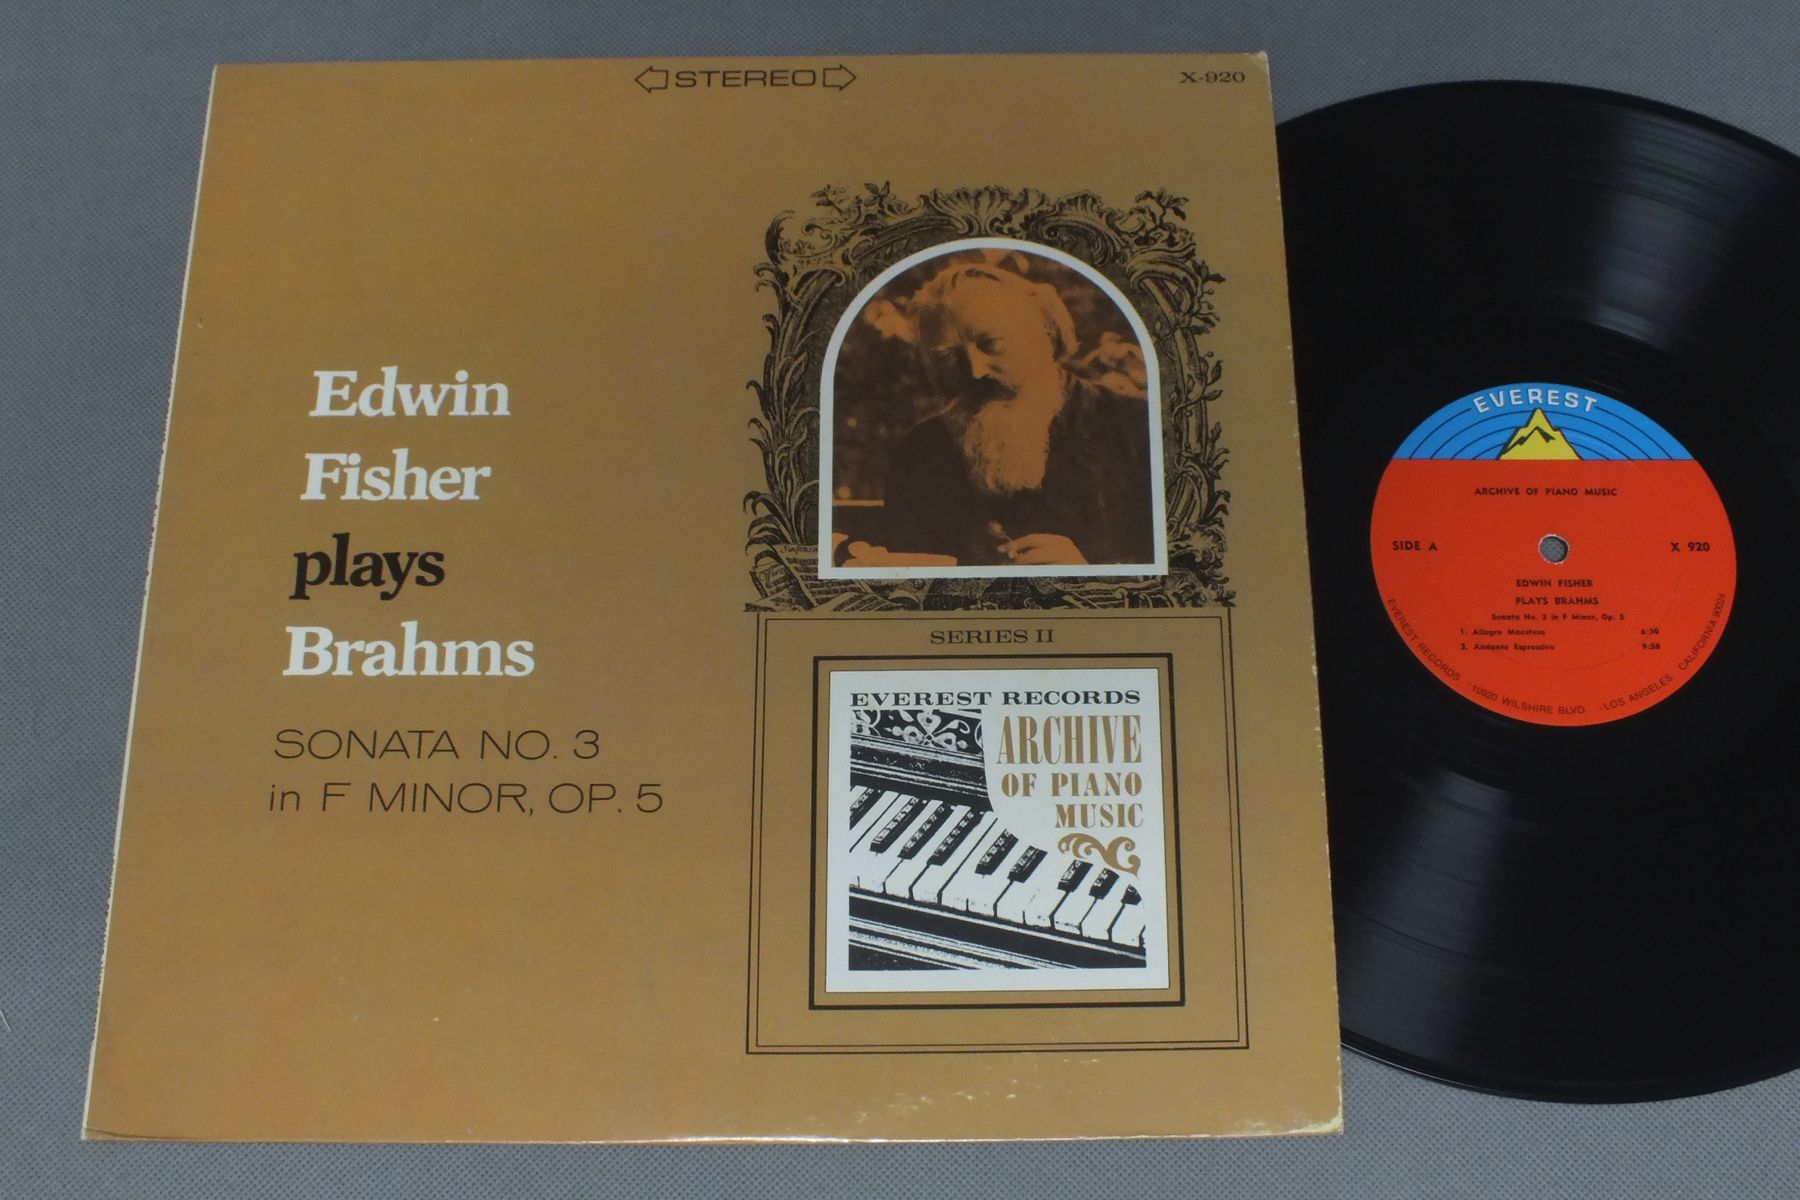 STEREO
X-920
Edwin
Fisher
plays
Brahms
SONATA NO. 3
in F MINOR, OP. 5
Sinfonia
SERIES II
EVEREST RECORDS
ARCHIVE
OF PIANO
MUSIC
EVEREST
ARCHIVE OF PIANO MUSIC
SIDE A
X 920
EDWIN FISHER
PLAYS BRAHMS
Sonata No. 3 in F Minor, Op. 5
1. Allegro Maestoso 6:30
2. Andante Espressivo 9:58
EVEREST RECORDS · 10920 WILSHIRE BLVD. · LOS ANGELES, CALIFORNIA 90024